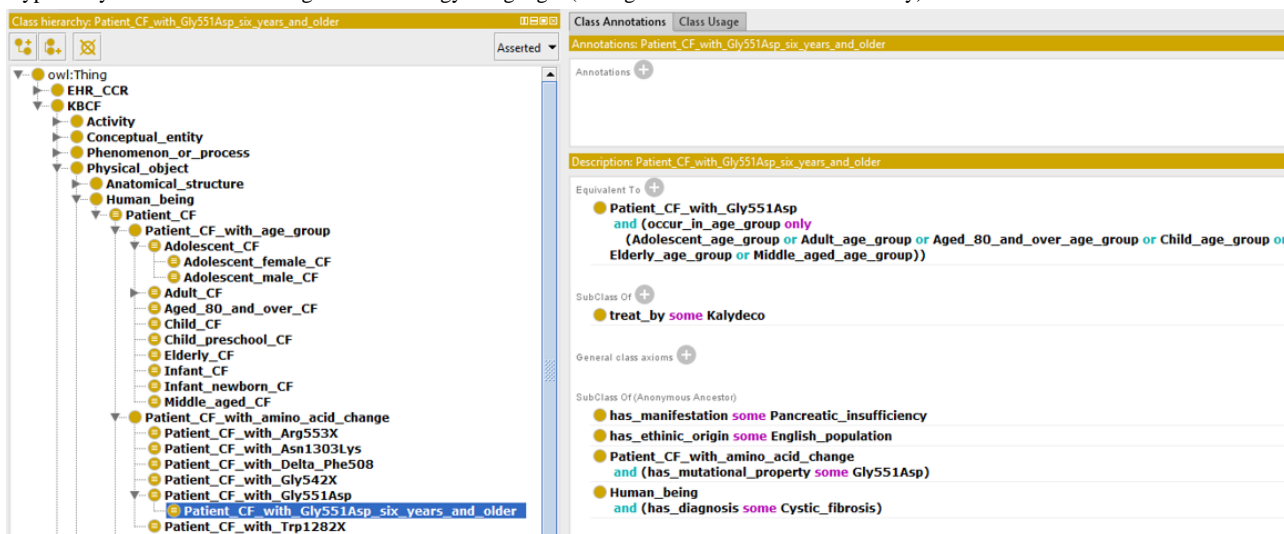 Class hierarchy: Patient_CF_with_Gly551Asp_six_years_and_older
Asserted
owl:Thing
EHR_CCR
KBCF
Activity
Conceptual_entity
Phenomenon_or_process
Physical_object
Anatomical_structure
Human_being
Patient_CF
Patient_CF_with_age_group
Adolescent_CF
Adolescent_female_CF
Adolescent_male_CF
Adult_CF
Aged_80_and_over_CF
Child_CF
Child_preschool_CF
Elderly_CF
Infant_CF
Infant_newborn_CF
Middle_aged_CF
Patient_CF_with_amino_acid_change
Patient_CF_with_Arg553X
Patient_CF_with_Asn1303Lys
Patient_CF_with_Delta_Phe508
Patient_CF_with_Gly542X
Patient_CF_with_Gly551Asp
Patient_CF_with_Gly551Asp_six_years_and_older
Patient_CF_with_Trp1282X
Class Annotations Class Usage
Annotations: Patient_CF_with_Gly551Asp_six_years_and_older
Annotations
Description: Patient_CF_with_Gly551Asp_six_years_and_older
Equivalent To
Patient_CF_with_Gly551Asp
and (occur_in_age_group only
(Adolescent_age_group or Adult_age_group or Aged_80_and_over_age_group or Child_age_group or
Elderly_age_group or Middle_aged_age_group))
SubClass Of
treat_by some Kalydeco
General class axioms
SubClass Of (Anonymous Ancestor)
has_manifestation some Pancreatic_insufficiency
has_ethinic_origin some English_population
Patient_CF_with_amino_acid_change
and (has_mutational_property some Gly551Asp)
Human_being
and (has_diagnosis some Cystic_fibrosis)